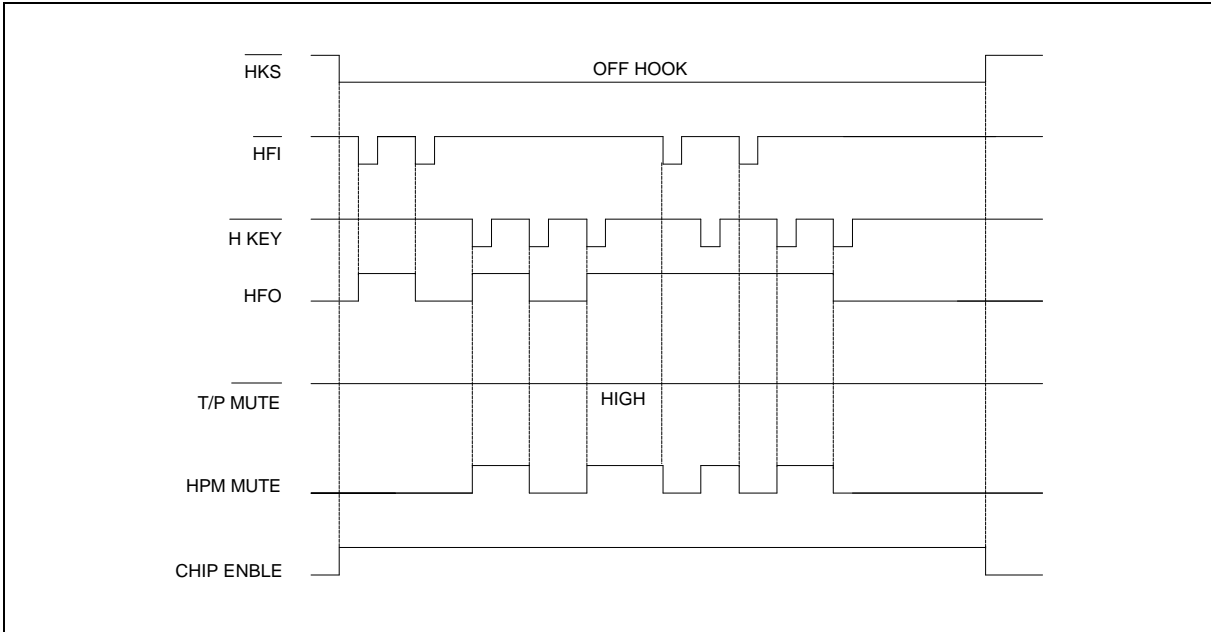 HKS
OFF HOOK
HFI
H KEY
HFO
T/P MUTE
HIGH
HPM MUTE
CHIP ENBLE